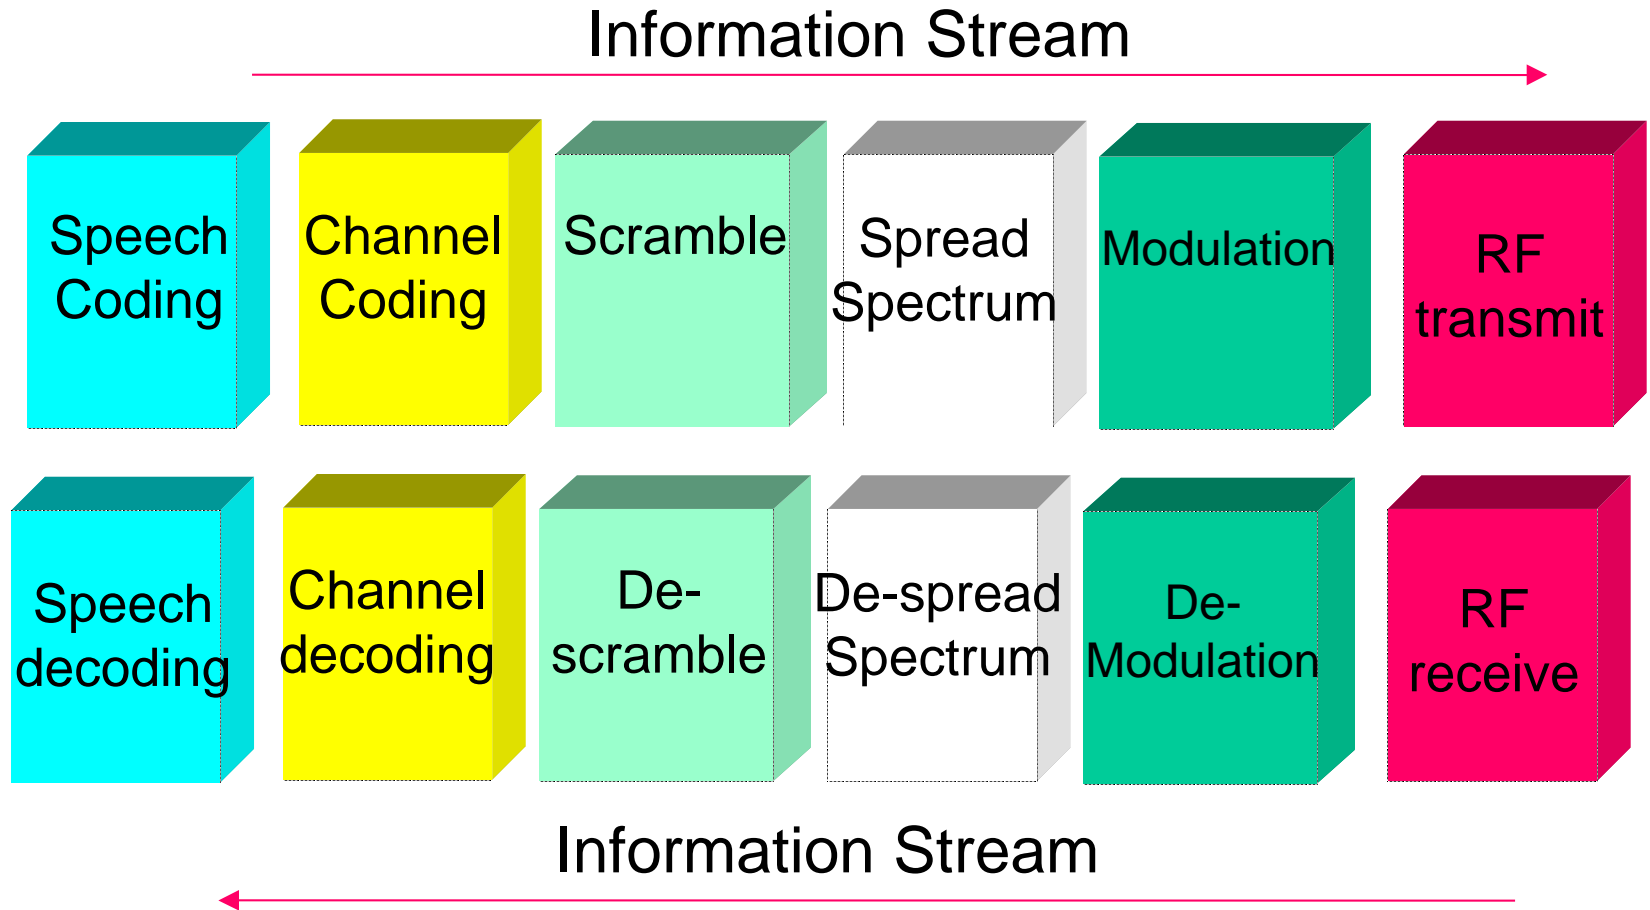 Information Stream
Speech
Coding
Channel
Coding
Scramble
Spread
Spectrum
Modulation
RF
transmit
Speech
decoding
Channel
decoding
De-
scramble
De-spread
Spectrum
De-
Modulation
RF
receive
Information Stream